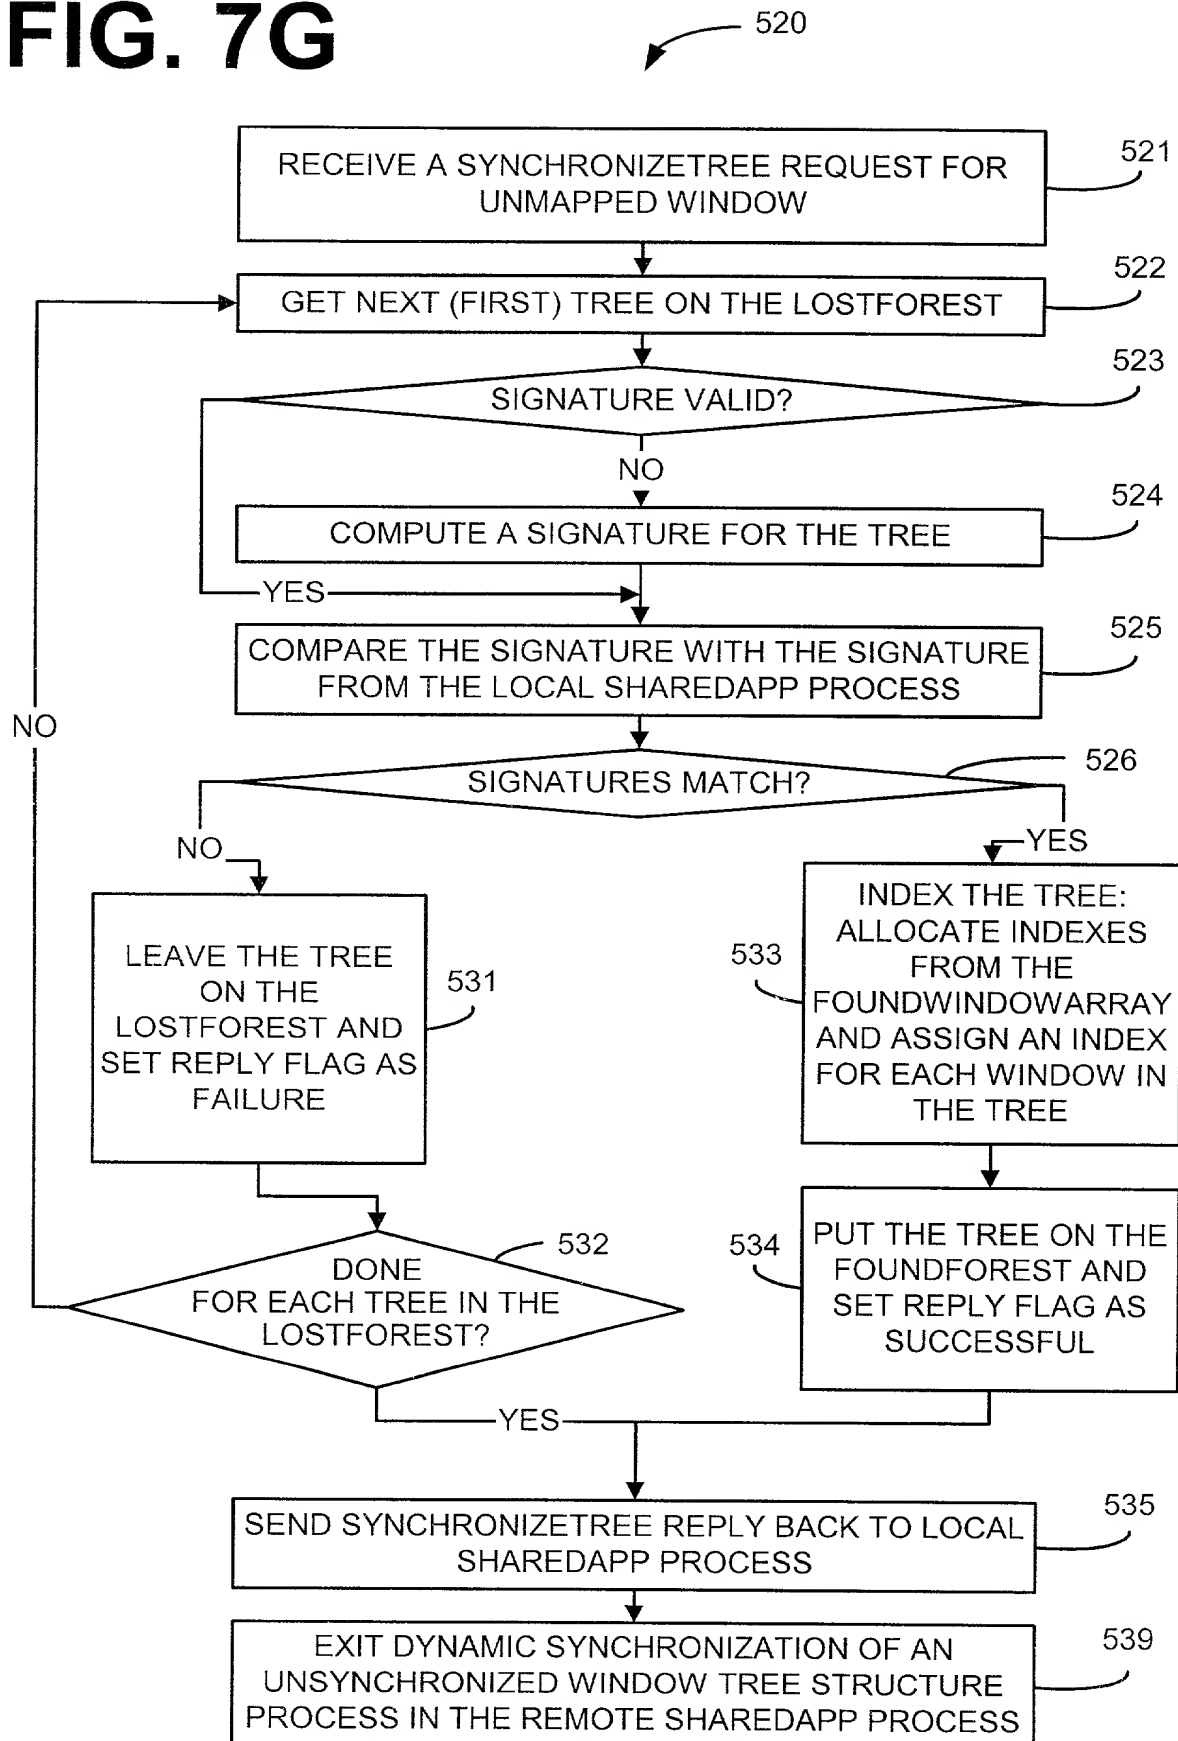 FIG. 7G
520
RECEIVE A SYNCHRONIZETREE REQUEST FOR
UNMAPPED WINDOW
521
GET NEXT (FIRST) TREE ON THE LOSTFOREST
522
SIGNATURE VALID?
523
NO
COMPUTE A SIGNATURE FOR THE TREE
524
YES
COMPARE THE SIGNATURE WITH THE SIGNATURE
FROM THE LOCAL SHAREDAPP PROCESS
525
NO
SIGNATURES MATCH?
526
NO
YES
LEAVE THE TREE
ON THE
LOSTFOREST AND
SET REPLY FLAG AS
FAILURE
531
INDEX THE TREE:
ALLOCATE INDEXES
FROM THE
FOUNDWINDOWARRAY
AND ASSIGN AN INDEX
FOR EACH WINDOW IN
THE TREE
533
DONE
FOR EACH TREE IN THE
LOSTFOREST?
532
PUT THE TREE ON THE
FOUNDFOREST AND
SET REPLY FLAG AS
SUCCESSFUL
534
YES
SEND SYNCHRONIZETREE REPLY BACK TO LOCAL
SHAREDAPP PROCESS
535
EXIT DYNAMIC SYNCHRONIZATION OF AN
UNSYNCHRONIZED WINDOW TREE STRUCTURE
PROCESS IN THE REMOTE SHAREDAPP PROCESS
539